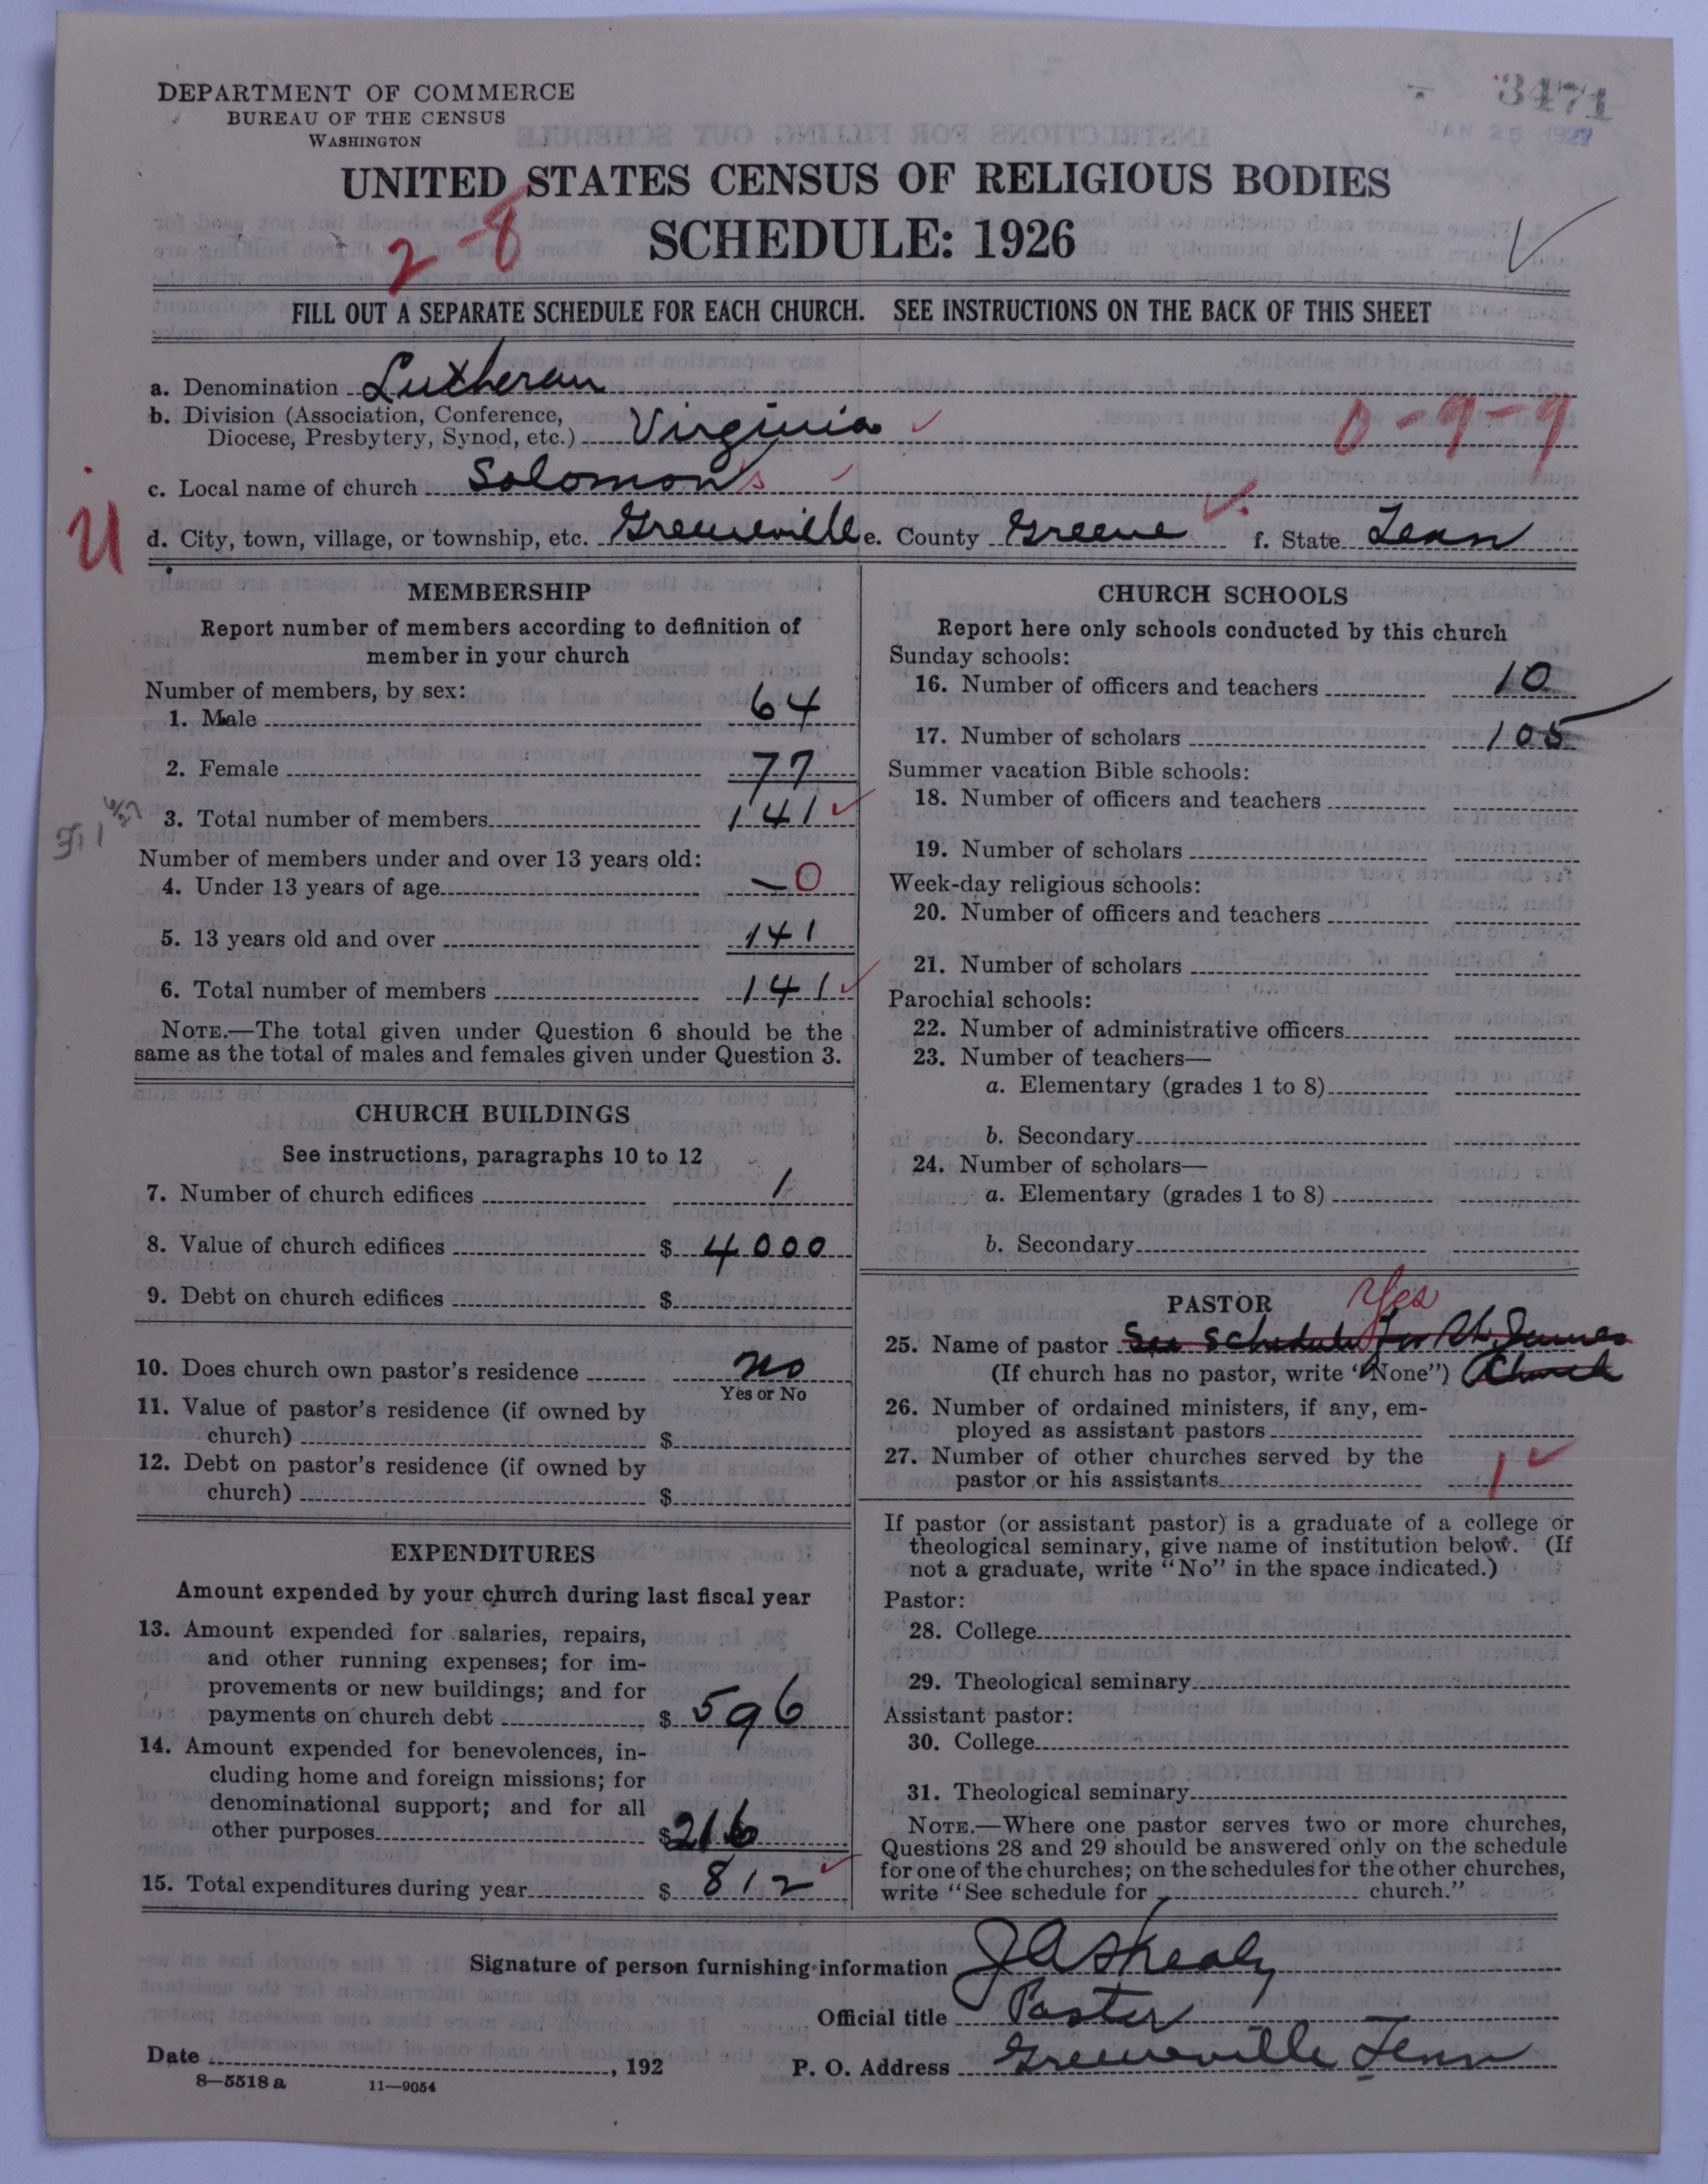 DEPARTMENT OF COMMERCE
BUREAU OF THE CENSUS
WASHINGTON
3471
JAN 25 1927
UNITED STATES CENSUS OF RELIGIOUS BODIES
SCHEDULE: 1926
2-8
FILL OUT A SEPARATE SCHEDULE FOR EACH CHURCH. SEE INSTRUCTIONS ON THE BACK OF THIS SHEET
a. Denomination Lutheran
b. Division (Association, Conference,
Diocese, Presbytery, Synod, etc.) Virginia
0-9-9
c. Local name of church Solomon's
U
d. City, town, village, or township, etc. Greeneville e. County Greene f. State Tenn
MEMBERSHIP
Report number of members according to definition of
member in your church
Number of members, by sex:
1. Male 64
2. Female 77
3. Total number of members 141
Number of members under and over 13 years old:
4. Under 13 years of age — 0
5. 13 years old and over 141
6. Total number of members 141
NOTE.—The total given under Question 6 should be the
same as the total of males and females given under Question 3.
CHURCH BUILDINGS
See instructions, paragraphs 10 to 12
7. Number of church edifices 1
8. Value of church edifices $ 4000
9. Debt on church edifices $
10. Does church own pastor's residence no
Yes or No
11. Value of pastor's residence (if owned by
church) $
12. Debt on pastor's residence (if owned by
church) $
EXPENDITURES
Amount expended by your church during last fiscal year
13. Amount expended for salaries, repairs,
and other running expenses; for im-
provements or new buildings; and for
payments on church debt $ 596
14. Amount expended for benevolences, in-
cluding home and foreign missions; for
denominational support; and for all
other purposes $ 216
15. Total expenditures during year $ 812
CHURCH SCHOOLS
Report here only schools conducted by this church
Sunday schools:
16. Number of officers and teachers 10
17. Number of scholars 105
Summer vacation Bible schools:
18. Number of officers and teachers
19. Number of scholars
Week-day religious schools:
20. Number of officers and teachers
21. Number of scholars
Parochial schools:
22. Number of administrative officers
23. Number of teachers—
a. Elementary (grades 1 to 8)
b. Secondary
24. Number of scholars—
a. Elementary (grades 1 to 8)
b. Secondary
PASTOR Yes
25. Name of pastor See schedule for St. James
(If church has no pastor, write "None") Church
26. Number of ordained ministers, if any, em-
ployed as assistant pastors
27. Number of other churches served by the
pastor or his assistants 1
If pastor (or assistant pastor) is a graduate of a college or
theological seminary, give name of institution below. (If
not a graduate, write "No" in the space indicated.)
Pastor:
28. College
29. Theological seminary
Assistant pastor:
30. College
31. Theological seminary
NOTE.—Where one pastor serves two or more churches,
Questions 28 and 29 should be answered only on the schedule
for one of the churches; on the schedules for the other churches,
write "See schedule for church."
Signature of person furnishing information J A Shealy
Official title Pastor
Date , 192
P. O. Address Greeneville Tenn
8—5518 a 11—9054